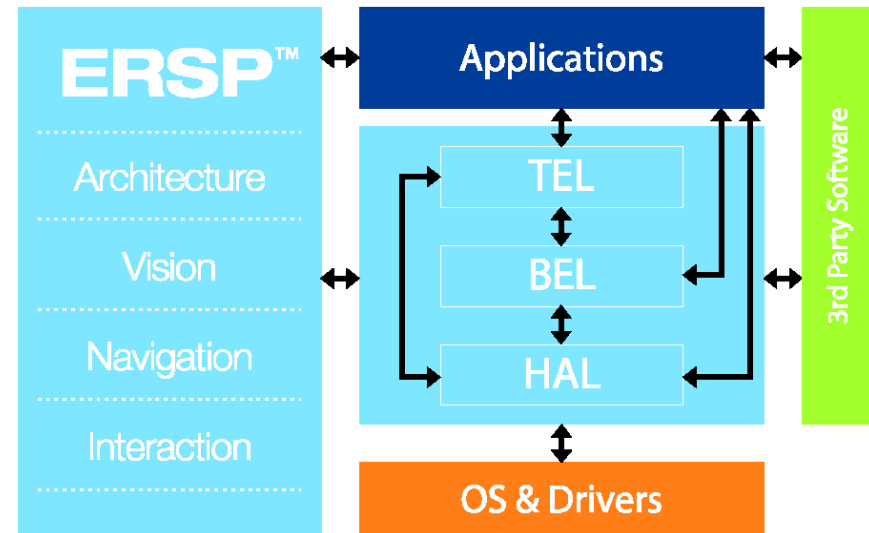 ERSP™
Architecture
Vision
Navigation
Interaction
Applications
TEL
BEL
HAL
OS & Drivers
3rd Party Software